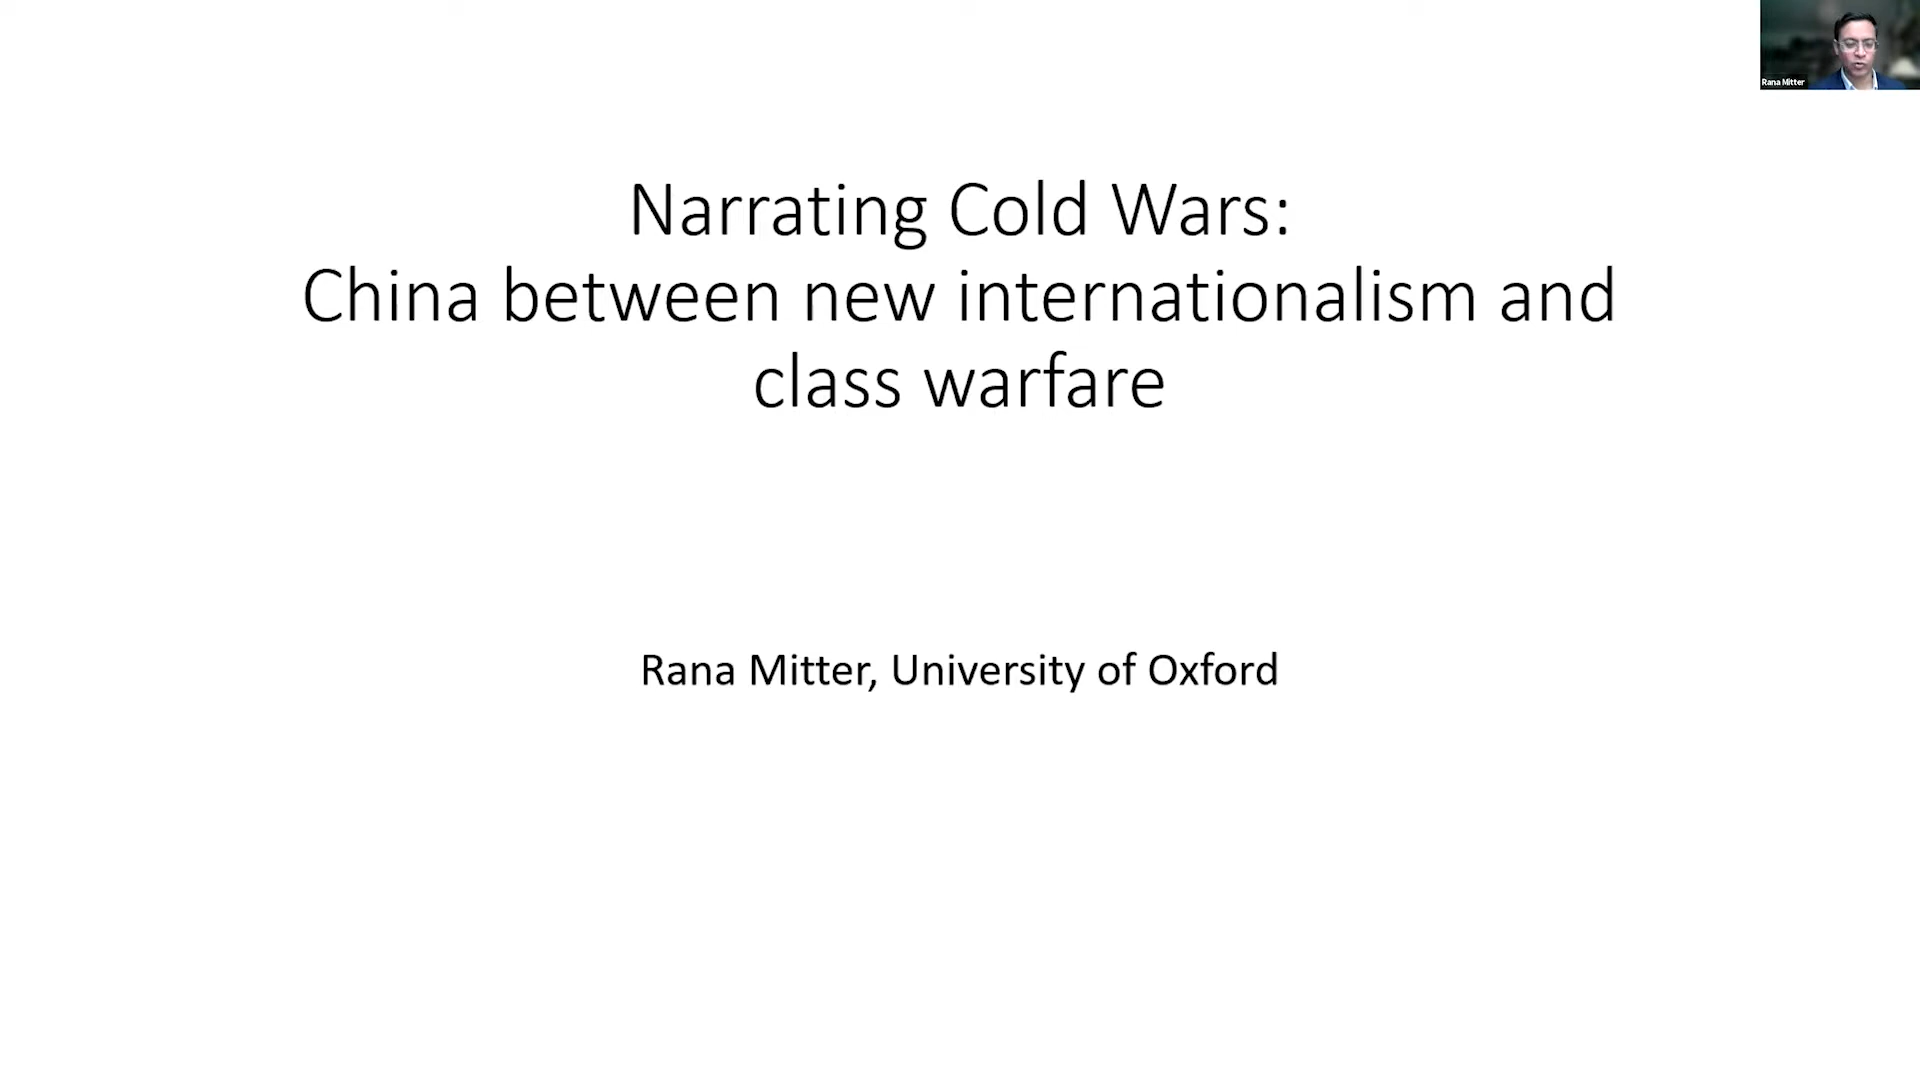 Rana Mitter
Narrating Cold Wars:
China between new internationalism and
class warfare
Rana Mitter, University of Oxford